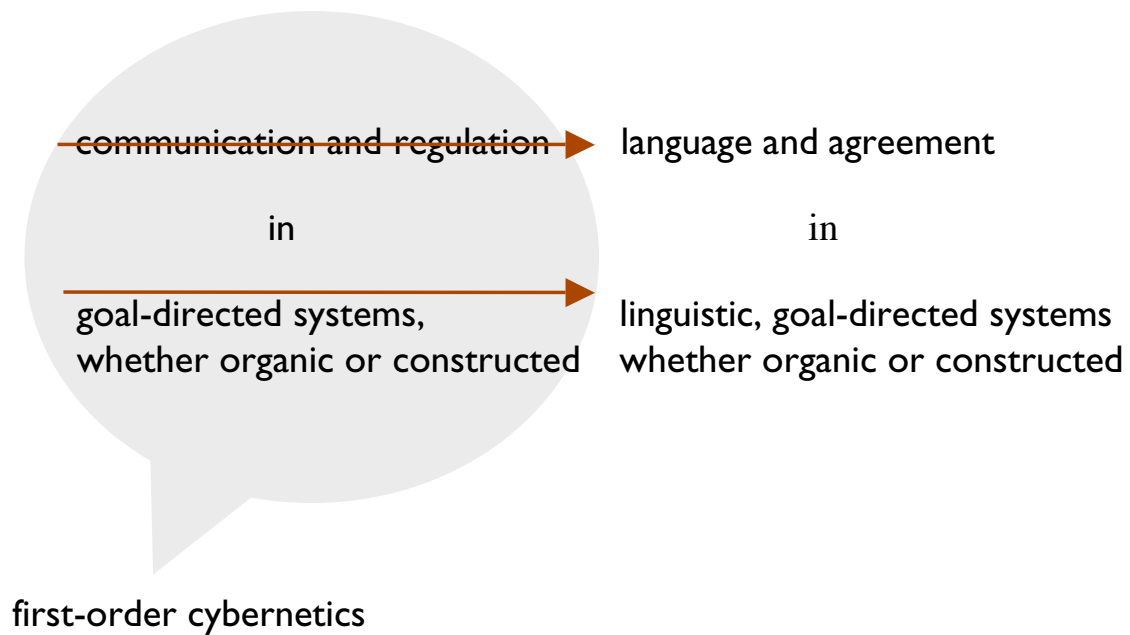 communication and regulation
language and agreement
in
in
goal-directed systems,
whether organic or constructed
linguistic, goal-directed systems
whether organic or constructed
first-order cybernetics